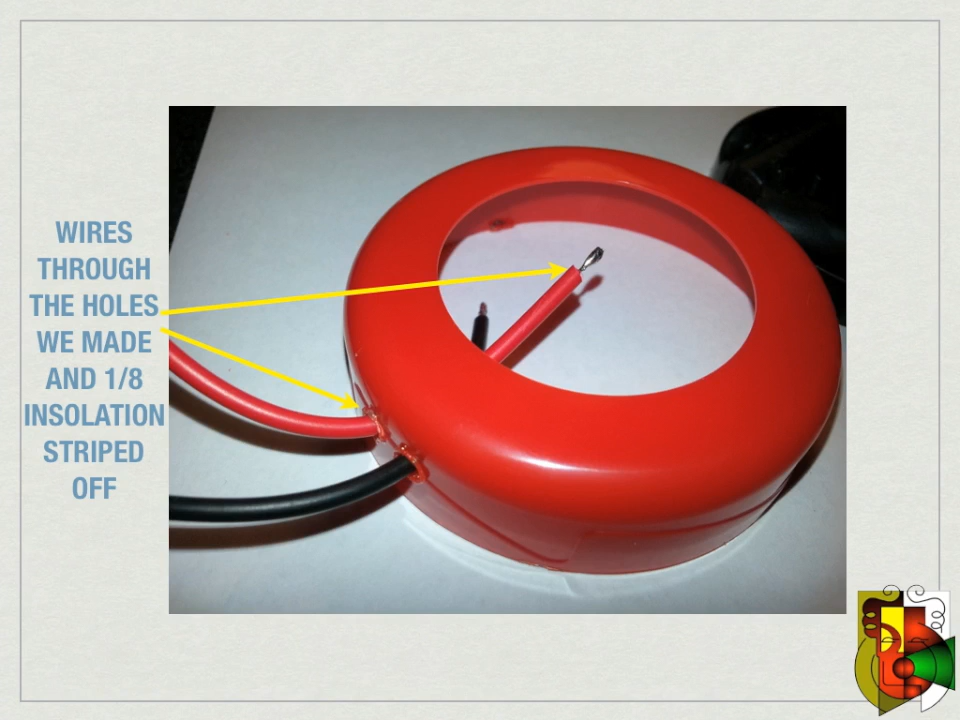 WIRES
THROUGH
THE HOLES
WE MADE
AND 1/8
INSOLATION
STRIPED
OFF